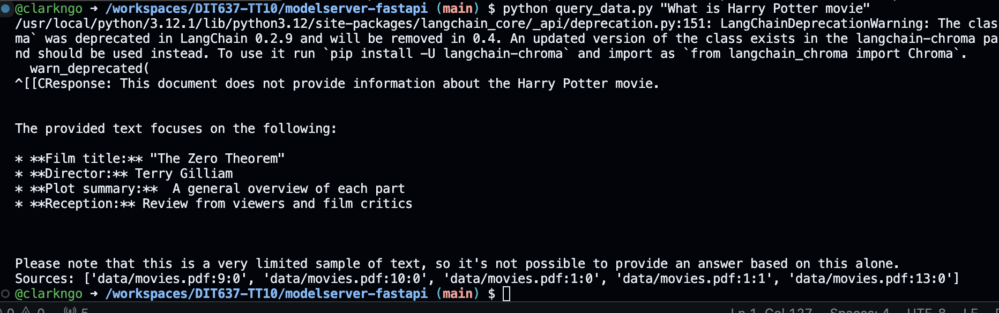 @clarkngo → /workspaces/DIT637-TT10/modelserver-fastapi (main) $ python query_data.py "What is Harry Potter movie"
/usr/local/python/3.12.1/lib/python3.12/site-packages/langchain_core/_api/deprecation.py:151: LangChainDeprecationWarning: The clas
ma` was deprecated in LangChain 0.2.9 and will be removed in 0.4. An updated version of the class exists in the langchain-chroma pa
nd should be used instead. To use it run `pip install -U langchain-chroma` and import as `from langchain_chroma import Chroma`.
  warn_deprecated(
^[[CResponse: This document does not provide information about the Harry Potter movie.
The provided text focuses on the following:
* **Film title:** "The Zero Theorem"
* **Director:** Terry Gilliam
* **Plot summary:**  A general overview of each part
* **Reception:** Review from viewers and film critics
Please note that this is a very limited sample of text, so it's not possible to provide an answer based on this alone.
Sources: ['data/movies.pdf:9:0', 'data/movies.pdf:10:0', 'data/movies.pdf:1:0', 'data/movies.pdf:1:1', 'data/movies.pdf:13:0']
@clarkngo → /workspaces/DIT637-TT10/modelserver-fastapi (main) $